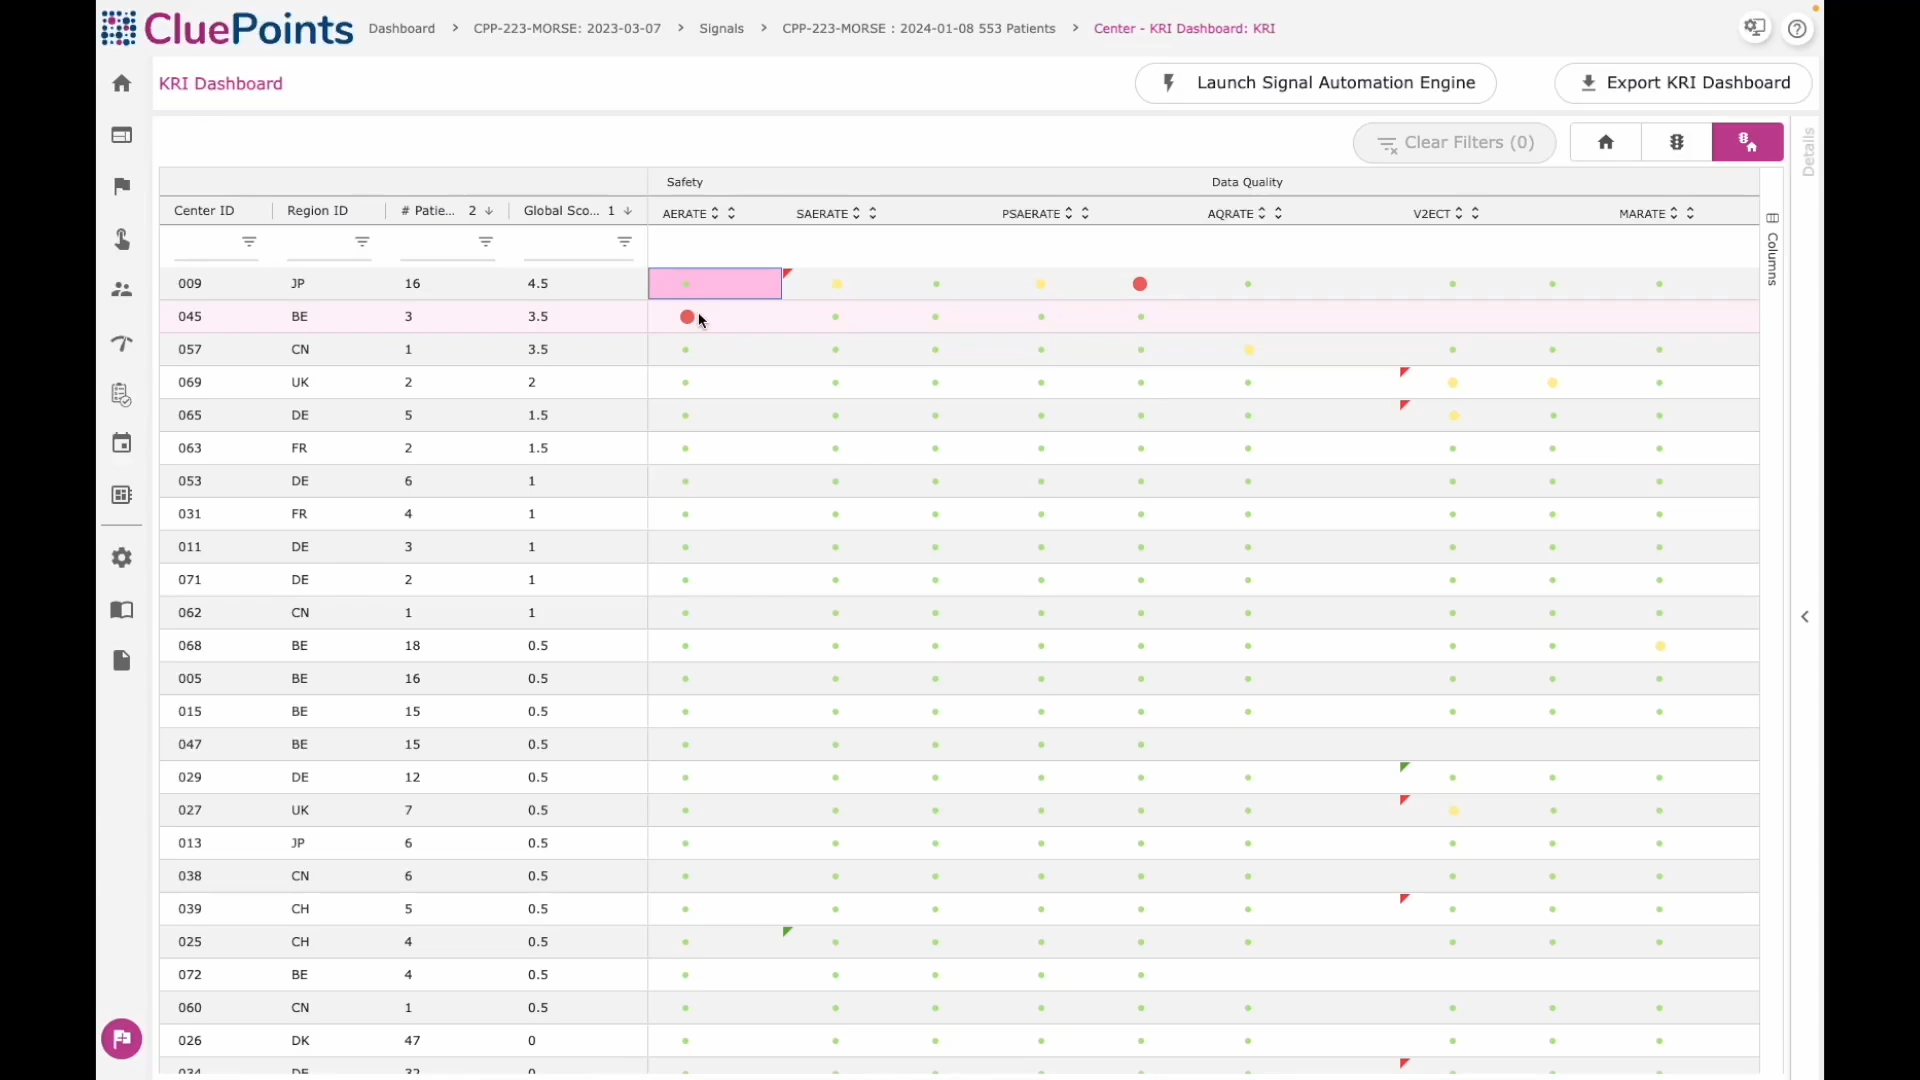 CluePoints Dashboard > CPP-223-MORSE: 2023-03-07 > Signals > CPP-223-MORSE : 2024-01-08 553 Patients > Center - KRI Dashboard: KRI
KRI Dashboard
Launch Signal Automation Engine
Export KRI Dashboard
Clear Filters (0)
Details
Safety Data Quality
Center ID Region ID # Patie... 2 Global Sco... 1 AERATE SAERATE PSAERATE AQRATE V2ECT MARATE
Columns
009 JP 16 4.5
045 BE 3 3.5
057 CN 1 3.5
069 UK 2 2
065 DE 5 1.5
063 FR 2 1.5
053 DE 6 1
031 FR 4 1
011 DE 3 1
071 DE 2 1
062 CN 1 1
068 BE 18 0.5
005 BE 16 0.5
015 BE 15 0.5
047 BE 15 0.5
029 DE 12 0.5
027 UK 7 0.5
013 JP 6 0.5
038 CN 6 0.5
039 CH 5 0.5
025 CH 4 0.5
072 BE 4 0.5
060 CN 1 0.5
026 DK 47 0
034 DE 32 0